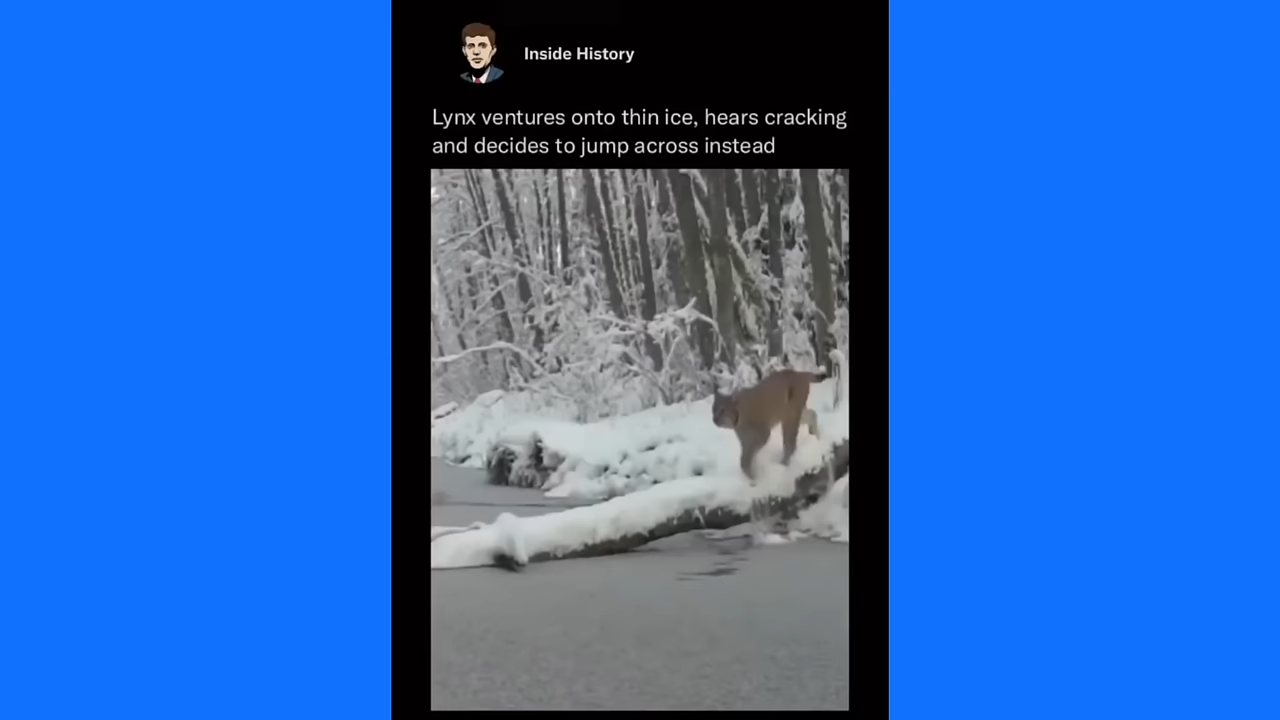 Inside History
Lynx ventures onto thin ice, hears cracking
and decides to jump across instead